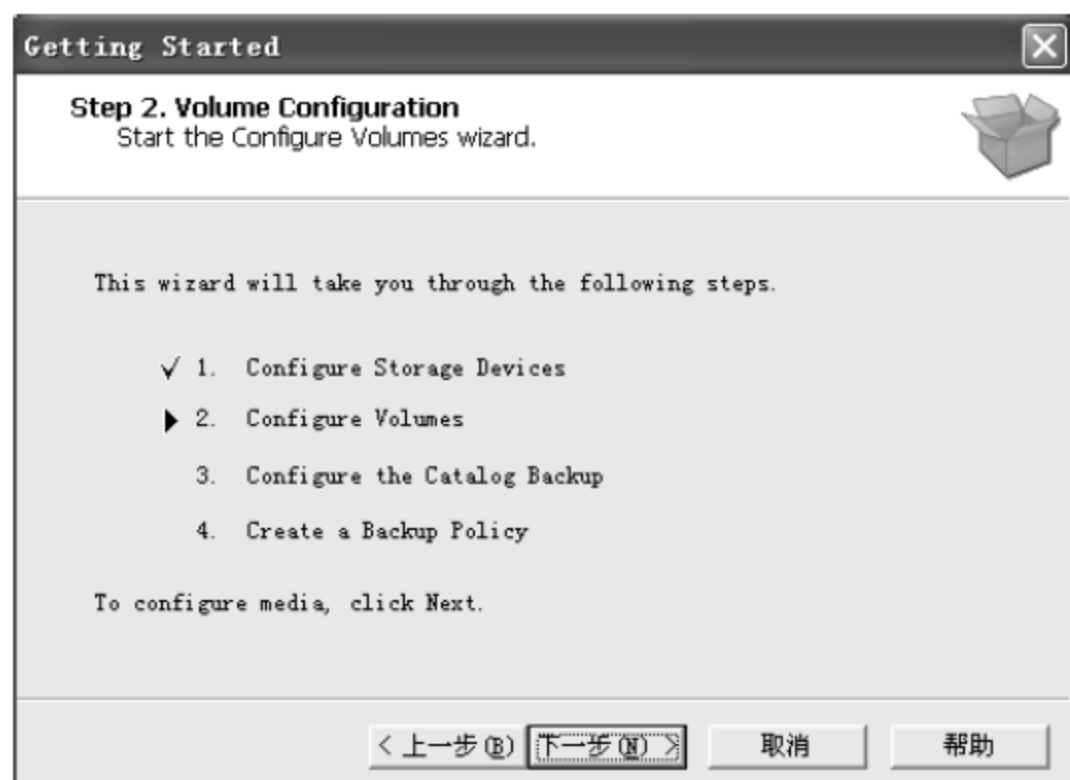 Getting Started
Step 2. Volume Configuration
Start the Configure Volumes wizard.
This wizard will take you through the following steps.
√ 1. Configure Storage Devices
▶ 2. Configure Volumes
3. Configure the Catalog Backup
4. Create a Backup Policy
To configure media, click Next.
< 上一步(B) 下一步(N) > 取消 帮助